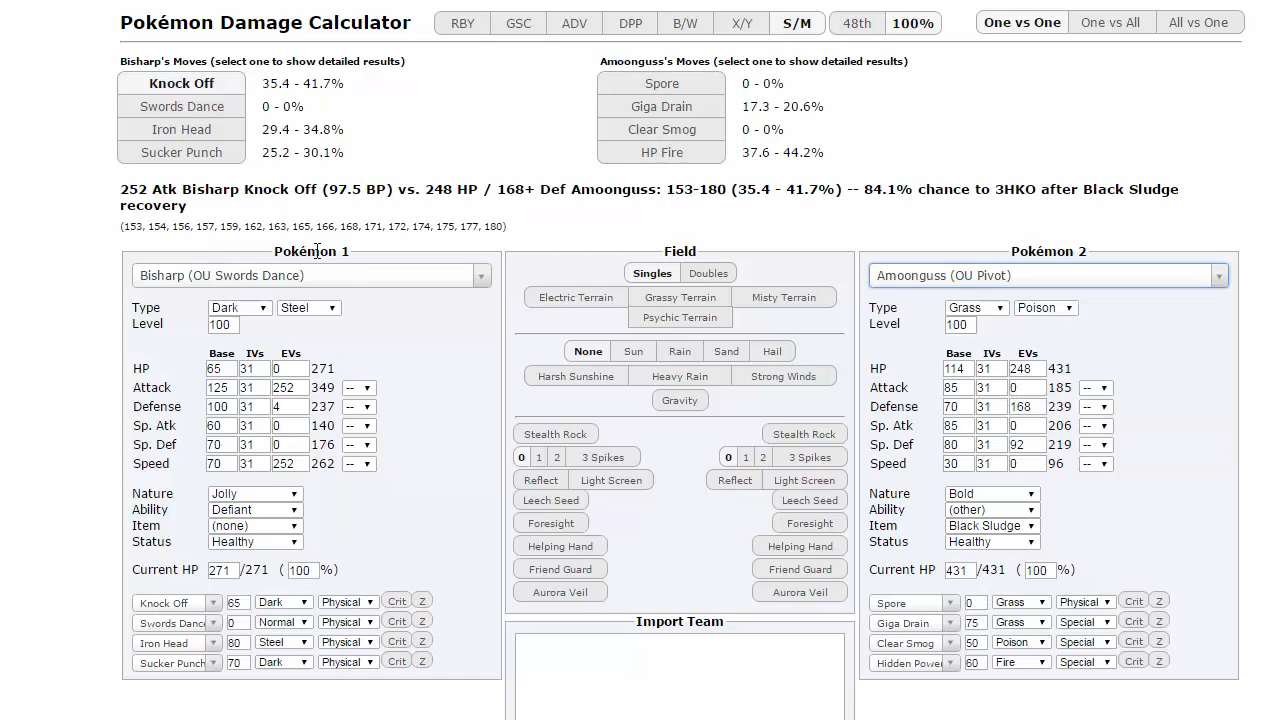 Pokémon Damage Calculator RBY GSC ADV DPP B/W X/Y S/M 48th 100% One vs One One vs All All vs One
Bisharp's Moves (select one to show detailed results) Amoonguss's Moves (select one to show detailed results)
Knock Off 35.4 - 41.7% Spore 0 - 0%
Swords Dance 0 - 0% Giga Drain 17.3 - 20.6%
Iron Head 29.4 - 34.8% Clear Smog 0 - 0%
Sucker Punch 25.2 - 30.1% HP Fire 37.6 - 44.2%
252 Atk Bisharp Knock Off (97.5 BP) vs. 248 HP / 168+ Def Amoonguss: 153-180 (35.4 - 41.7%) -- 84.1% chance to 3HKO after Black Sludge
recovery
(153, 154, 156, 157, 159, 162, 163, 165, 166, 168, 171, 172, 174, 175, 177, 180)
Pokémon 1
Bisharp (OU Swords Dance)
Type Dark Steel
Level 100
Base IVs EVs
HP 65 31 0 271
Attack 125 31 252 349 --
Defense 100 31 4 237 --
Sp. Atk 60 31 0 140 --
Sp. Def 70 31 0 176 --
Speed 70 31 252 262 --
Nature Jolly
Ability Defiant
Item (none)
Status Healthy
Current HP 271 /271 ( 100 %)
Knock Off 65 Dark Physical Crit Z
Swords Danc 0 Normal Physical Crit Z
Iron Head 80 Steel Physical Crit Z
Sucker Punch 70 Dark Physical Crit Z
Field
Singles Doubles
Electric Terrain Grassy Terrain Misty Terrain
Psychic Terrain
None Sun Rain Sand Hail
Harsh Sunshine Heavy Rain Strong Winds
Gravity
Stealth Rock Stealth Rock
0 1 2 3 Spikes 0 1 2 3 Spikes
Reflect Light Screen Reflect Light Screen
Leech Seed Leech Seed
Foresight Foresight
Helping Hand Helping Hand
Friend Guard Friend Guard
Aurora Veil Aurora Veil
Import Team
Pokémon 2
Amoonguss (OU Pivot)
Type Grass Poison
Level 100
Base IVs EVs
HP 114 31 248 431
Attack 85 31 0 185 --
Defense 70 31 168 239 --
Sp. Atk 85 31 0 206 --
Sp. Def 80 31 92 219 --
Speed 30 31 0 96 --
Nature Bold
Ability (other)
Item Black Sludge
Status Healthy
Current HP 431 /431 ( 100 %)
Spore 0 Grass Physical Crit Z
Giga Drain 75 Grass Special Crit Z
Clear Smog 50 Poison Special Crit Z
Hidden Power 60 Fire Special Crit Z